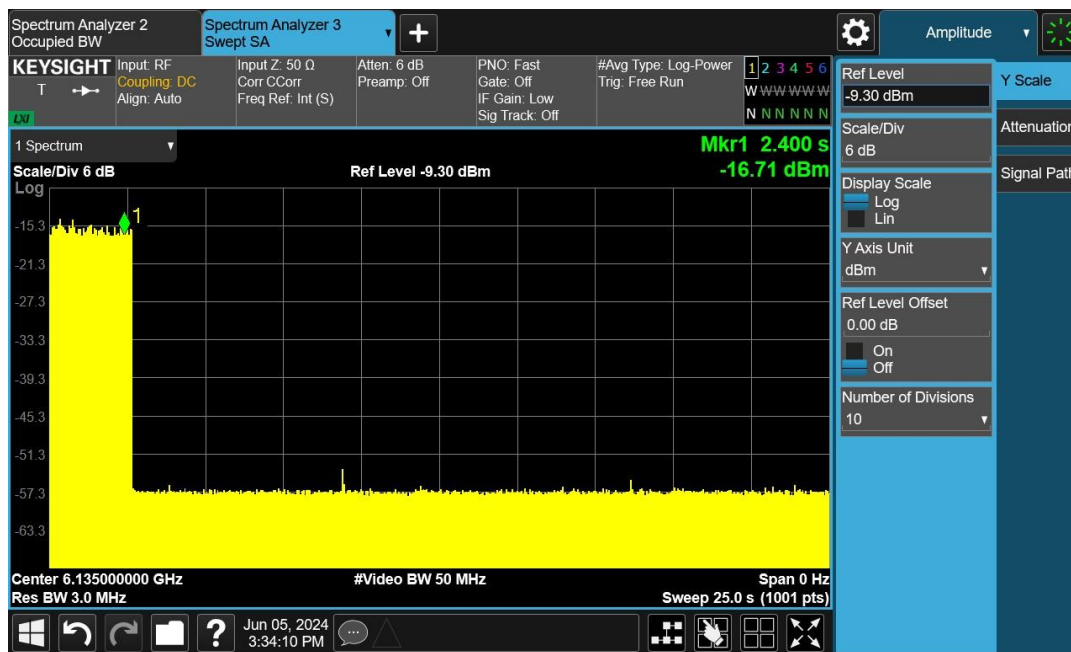 Spectrum Analyzer 2
Occupied BW
Spectrum Analyzer 3
Swept SA
+
Amplitude
KEYSIGHT
T
LXI
Input: RF
Coupling: DC
Align: Auto
Input Z: 50 Ω
Corr CCorr
Freq Ref: Int (S)
Atten: 6 dB
Preamp: Off
PNO: Fast
Gate: Off
IF Gain: Low
Sig Track: Off
#Avg Type: Log-Power
Trig: Free Run
1 2 3 4 5 6
W W W W W W
N N N N N N
1 Spectrum
Mkr1 2.400 s
Scale/Div 6 dB
Ref Level -9.30 dBm
-16.71 dBm
Log
1
-15.3
-21.3
-27.3
-33.3
-39.3
-45.3
-51.3
-57.3
-63.3
Center 6.135000000 GHz
#Video BW 50 MHz
Span 0 Hz
Res BW 3.0 MHz
Sweep 25.0 s (1001 pts)
Ref Level
-9.30 dBm
Scale/Div
6 dB
Display Scale
Log
Lin
Y Axis Unit
dBm
Ref Level Offset
0.00 dB
On
Off
Number of Divisions
10
Y Scale
Attenuation
Signal Path
?
Jun 05, 2024
3:34:10 PM